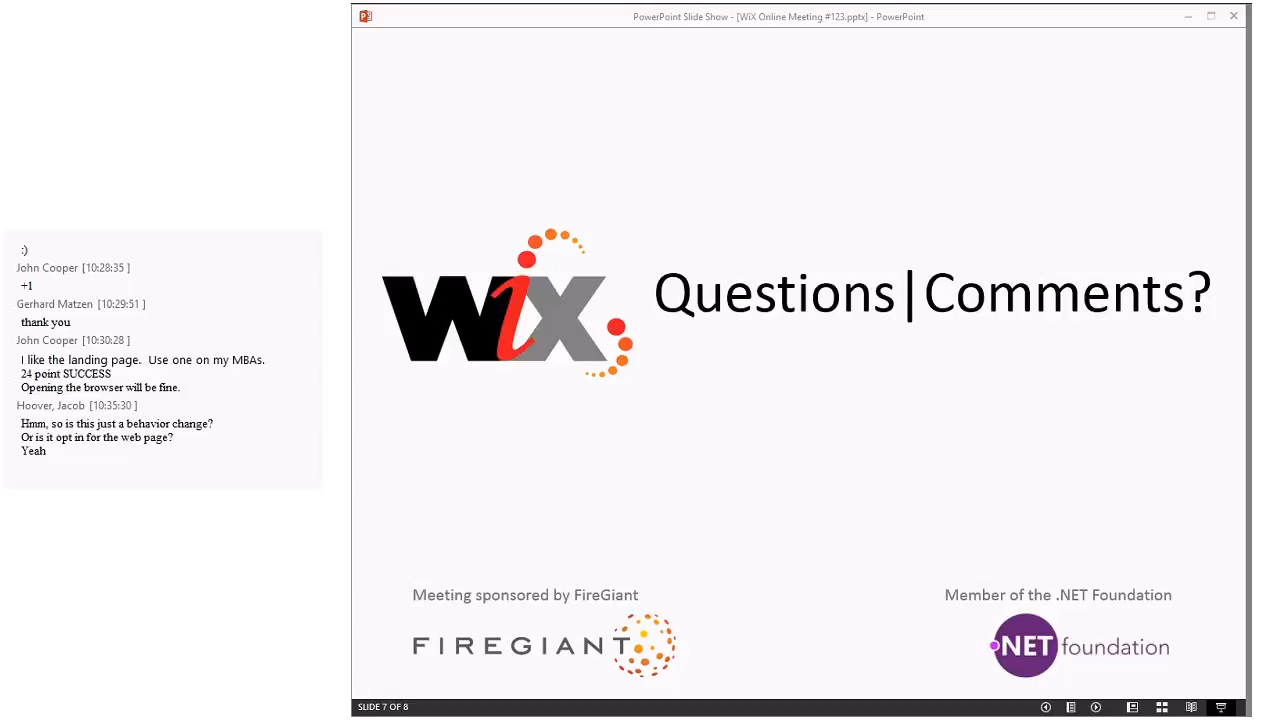 PowerPoint Slide Show - [WiX Online Meeting #123.pptx] - PowerPoint
:)
John Cooper [10:28:35 ]
+1
Gerhard Matzen [10:29:51 ]
thank you
John Cooper [10:30:28 ]
I like the landing page.  Use one on my MBAs.
24 point SUCCESS
Opening the browser will be fine.
Hoover, Jacob [10:35:30 ]
Hmm, so is this just a behavior change?
Or is it opt in for the web page?
Yeah
WiX
Questions|Comments?
Meeting sponsored by FireGiant
FIREGIANT
Member of the .NET Foundation
.NET foundation
SLIDE 7 OF 8